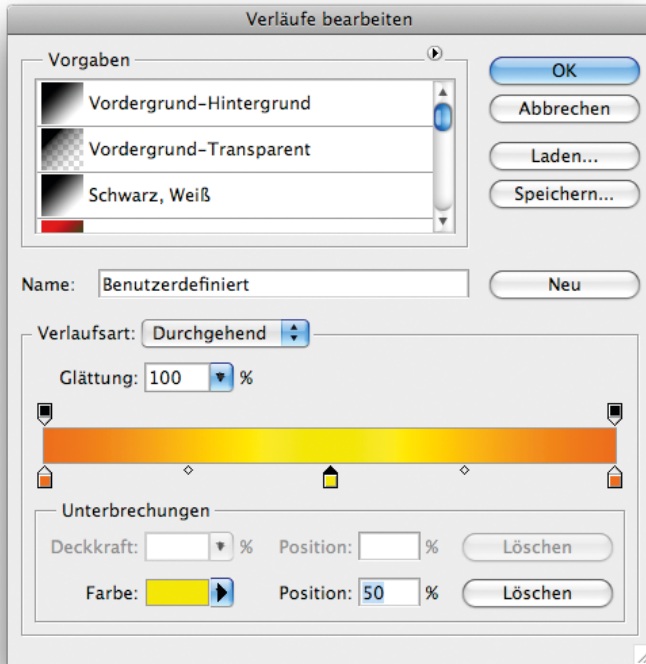 Verläufe bearbeiten
Vorgaben
Vordergrund-Hintergrund
Vordergrund-Transparent
Schwarz, Weiß
OK
Abbrechen
Laden...
Speichern...
Name: Benutzerdefiniert
Neu
Verlaufsart: Durchgehend
Glättung: 100 %
Unterbrechungen
Deckkraft: % Position: % Löschen
Farbe: Position: 50 % Löschen